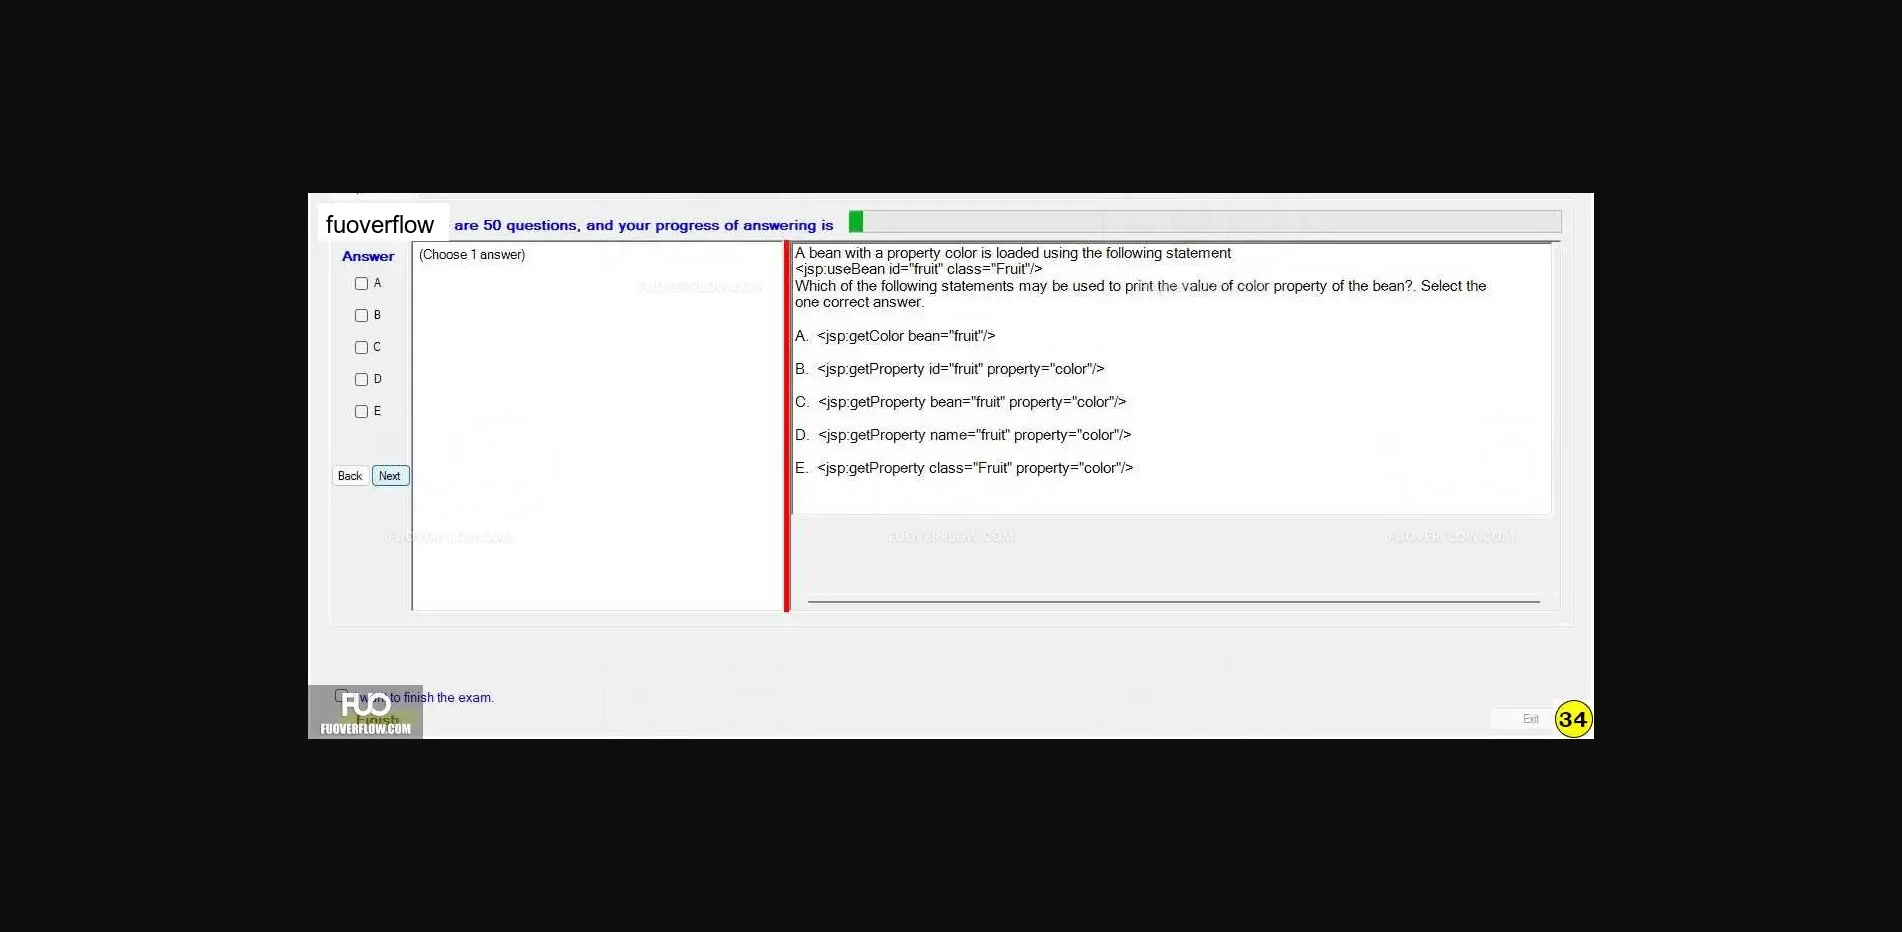 fuoverflow are 50 questions, and your progress of answering is
Answer
A
B
C
D
E
Back Next
(Choose 1 answer)
A bean with a property color is loaded using the following statement
<jsp:useBean id="fruit" class="Fruit"/>
Which of the following statements may be used to print the value of color property of the bean?. Select the
one correct answer.
A. <jsp:getColor bean="fruit"/>
B. <jsp:getProperty id="fruit" property="color"/>
C. <jsp:getProperty bean="fruit" property="color"/>
D. <jsp:getProperty name="fruit" property="color"/>
E. <jsp:getProperty class="Fruit" property="color"/>
FUOVERFLOW.COM
FUOVERFLOW.COM FUOVERFLOW.COM FUOVERFLOW.COM
want to finish the exam.
Finish
FUO
FUOVERFLOW.COM
Exit 34